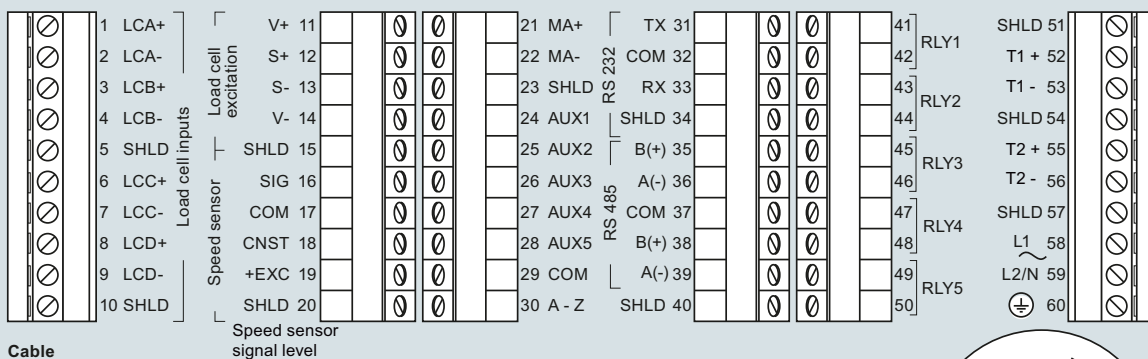 1 LCA+
2 LCA-
3 LCB+
4 LCB-
5 SHLD
6 LCC+
7 LCC-
8 LCD+
9 LCD-
10 SHLD
Load cell inputs
Load cell
excitation
Speed sensor
V+ 11
S+ 12
S- 13
V- 14
SHLD 15
SIG 16
COM 17
CNST 18
+EXC 19
SHLD 20
Speed sensor
signal level
21 MA+
22 MA-
23 SHLD
24 AUX1
25 AUX2
26 AUX3
27 AUX4
28 AUX5
29 COM
30 A - Z
RS 232
RS 485
TX 31
COM 32
RX 33
SHLD 34
B(+) 35
A(-) 36
COM 37
B(+) 38
A(-) 39
SHLD 40
41
42
RLY1
43
44
RLY2
45
46
RLY3
47
48
RLY4
49
50
RLY5
SHLD 51
T1 + 52
T1 - 53
SHLD 54
T2 + 55
T2 - 56
SHLD 57
L1 58
L2/N 59
60
Cable